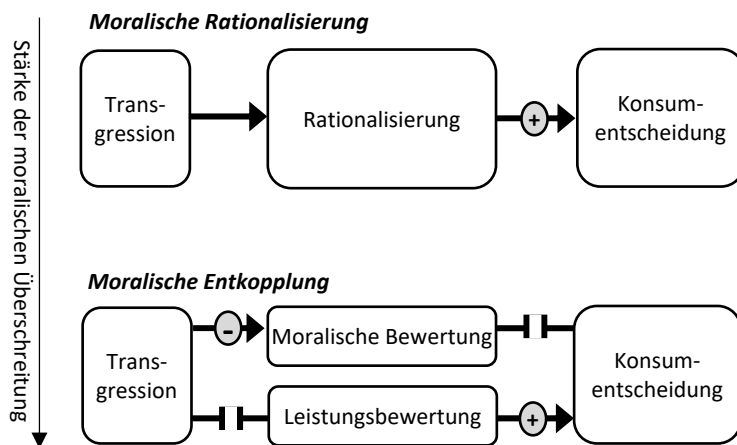 Stärke der moralischen Überschreitung
Moralische Rationalisierung
Trans-
gression
Rationalisierung
+
Konsum-
entscheidung
Moralische Entkopplung
Trans-
gression
-
Moralische Bewertung
Leistungsbewertung
+
Konsum-
entscheidung